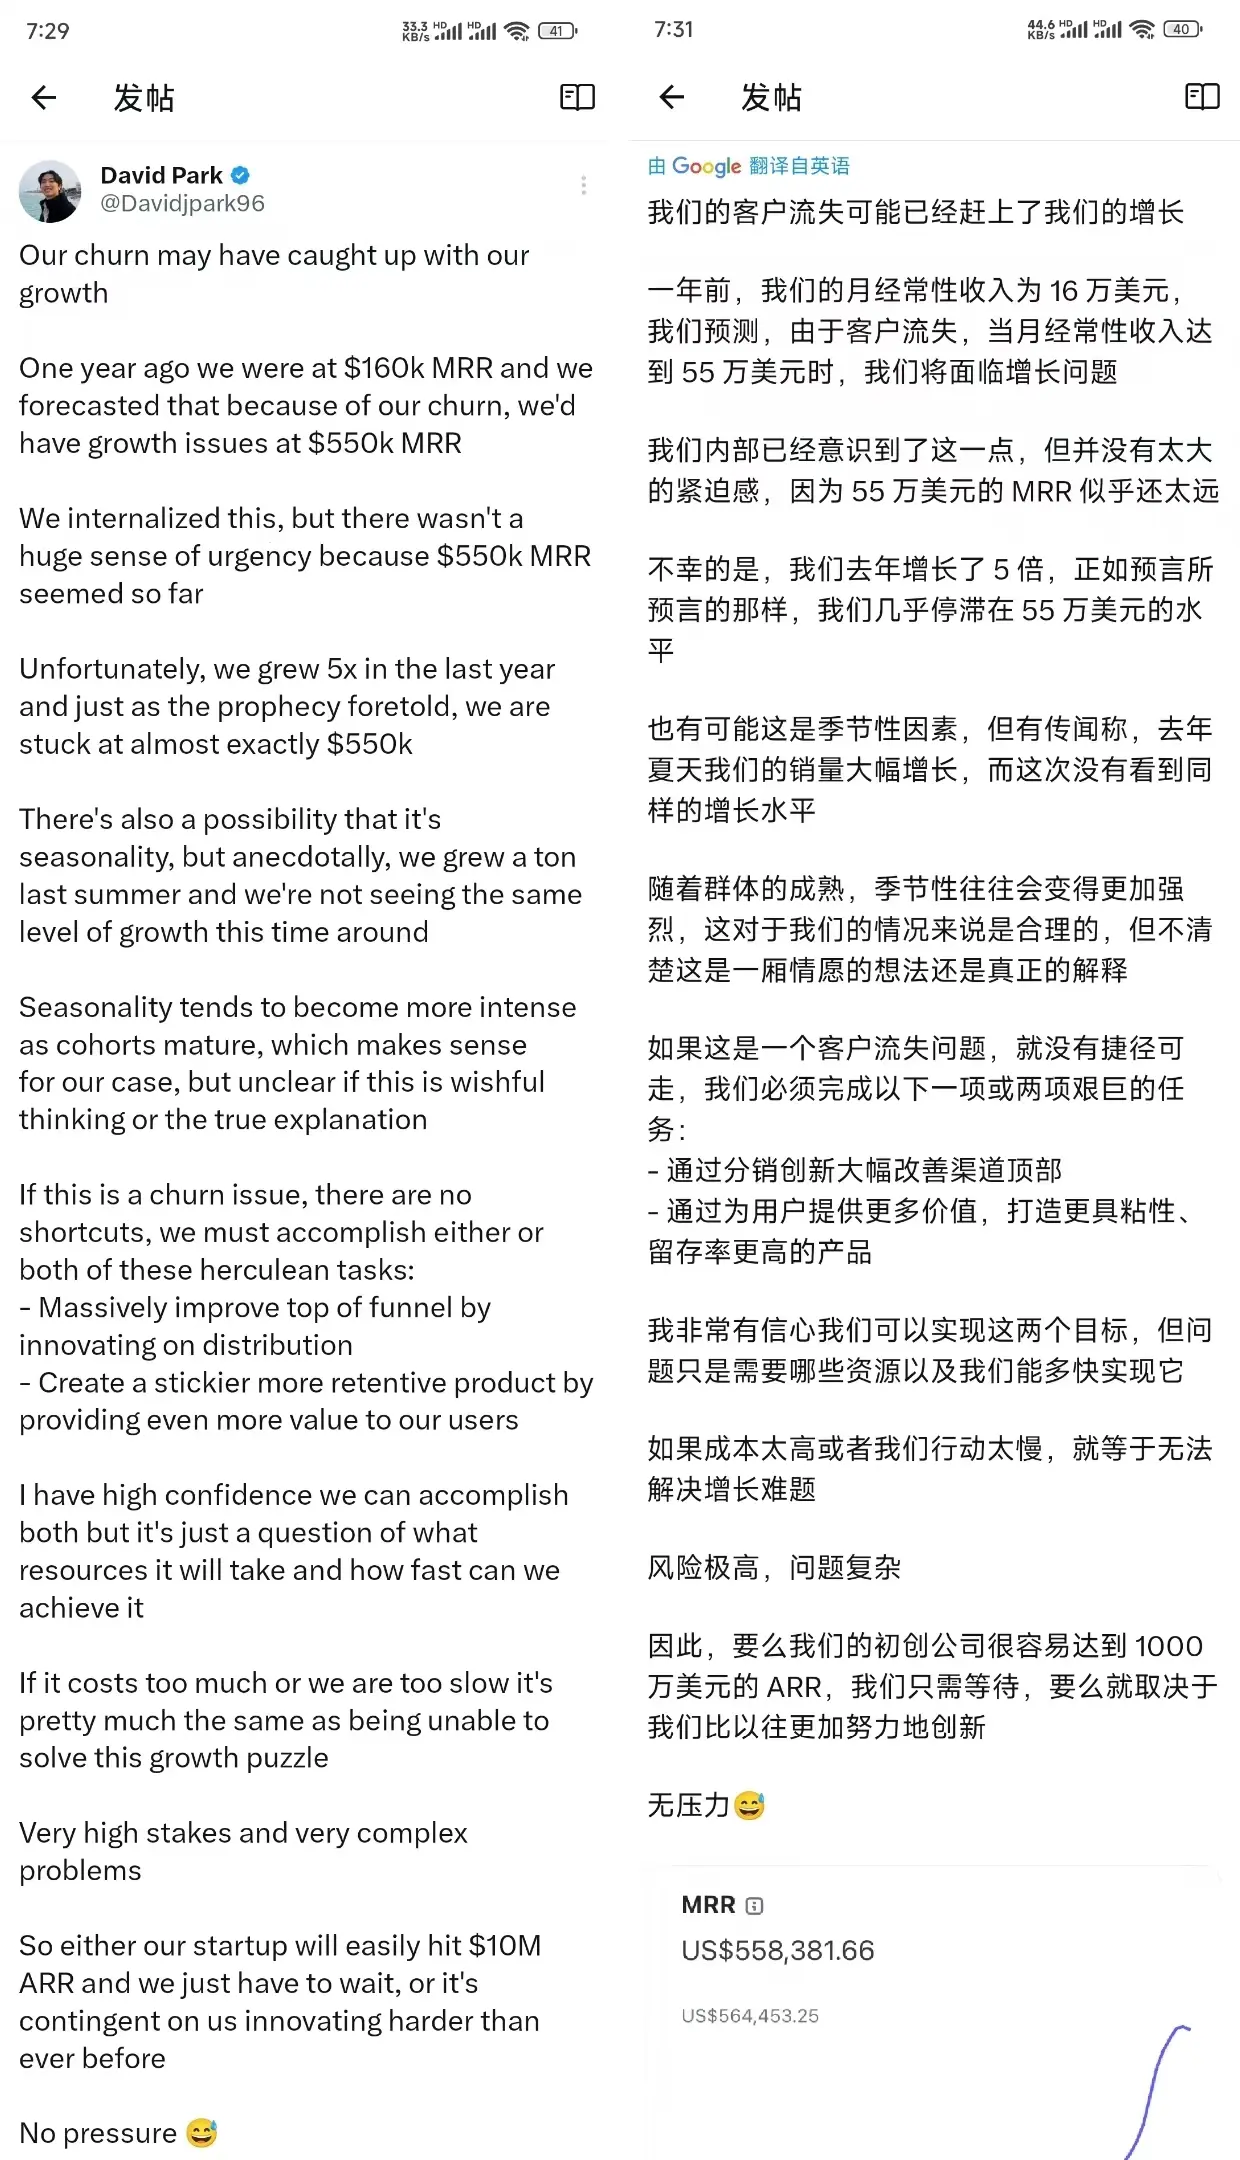 7:29
33.3 KB/s HD HD 41
发帖
David Park
@Davidjpark96
Our churn may have caught up with our
growth
One year ago we were at $160k MRR and we
forecasted that because of our churn, we'd
have growth issues at $550k MRR
We internalized this, but there wasn't a
huge sense of urgency because $550k MRR
seemed so far
Unfortunately, we grew 5x in the last year
and just as the prophecy foretold, we are
stuck at almost exactly $550k
There's also a possibility that it's
seasonality, but anecdotally, we grew a ton
last summer and we're not seeing the same
level of growth this time around
Seasonality tends to become more intense
as cohorts mature, which makes sense
for our case, but unclear if this is wishful
thinking or the true explanation
If this is a churn issue, there are no
shortcuts, we must accomplish either or
both of these herculean tasks:
- Massively improve top of funnel by
innovating on distribution
- Create a stickier more retentive product by
providing even more value to our users
I have high confidence we can accomplish
both but it's just a question of what
resources it will take and how fast can we
achieve it
If it costs too much or we are too slow it's
pretty much the same as being unable to
solve this growth puzzle
Very high stakes and very complex
problems
So either our startup will easily hit $10M
ARR and we just have to wait, or it's
contingent on us innovating harder than
ever before
No pressure 😅
7:31
44.6 KB/s HD HD 40
发帖
由 Google 翻译自英语
我们的客户流失可能已经赶上了我们的增长
一年前，我们的月经常性收入为 16 万美元，
我们预测，由于客户流失，当月经常性收入达
到 55 万美元时，我们将面临增长问题
我们内部已经意识到了这一点，但并没有太大
的紧迫感，因为 55 万美元的 MRR 似乎还太远
不幸的是，我们去年增长了 5 倍，正如预言所
预言的那样，我们几乎停滞在 55 万美元的水
平
也有可能这是季节性因素，但有传闻称，去年
夏天我们的销量大幅增长，而这次没有看到同
样的增长水平
随着群体的成熟，季节性往往会变得更加强
烈，这对于我们的情况来说是合理的，但不清
楚这是一厢情愿的想法还是真正的解释
如果这是一个客户流失问题，就没有捷径可
走，我们必须完成以下一项或两项艰巨的任
务：
- 通过分销创新大幅改善渠道顶部
- 通过为用户提供更多价值，打造更具粘性、
留存率更高的产品
我非常有信心我们可以实现这两个目标，但问
题只是需要哪些资源以及我们能多快实现它
如果成本太高或者我们行动太慢，就等于无法
解决增长难题
风险极高，问题复杂
因此，要么我们的初创公司很容易达到 1000
万美元的 ARR，我们只需等待，要么就取决于
我们比以往更加努力地创新
无压力😅
MRR
US$558,381.66
US$564,453.25